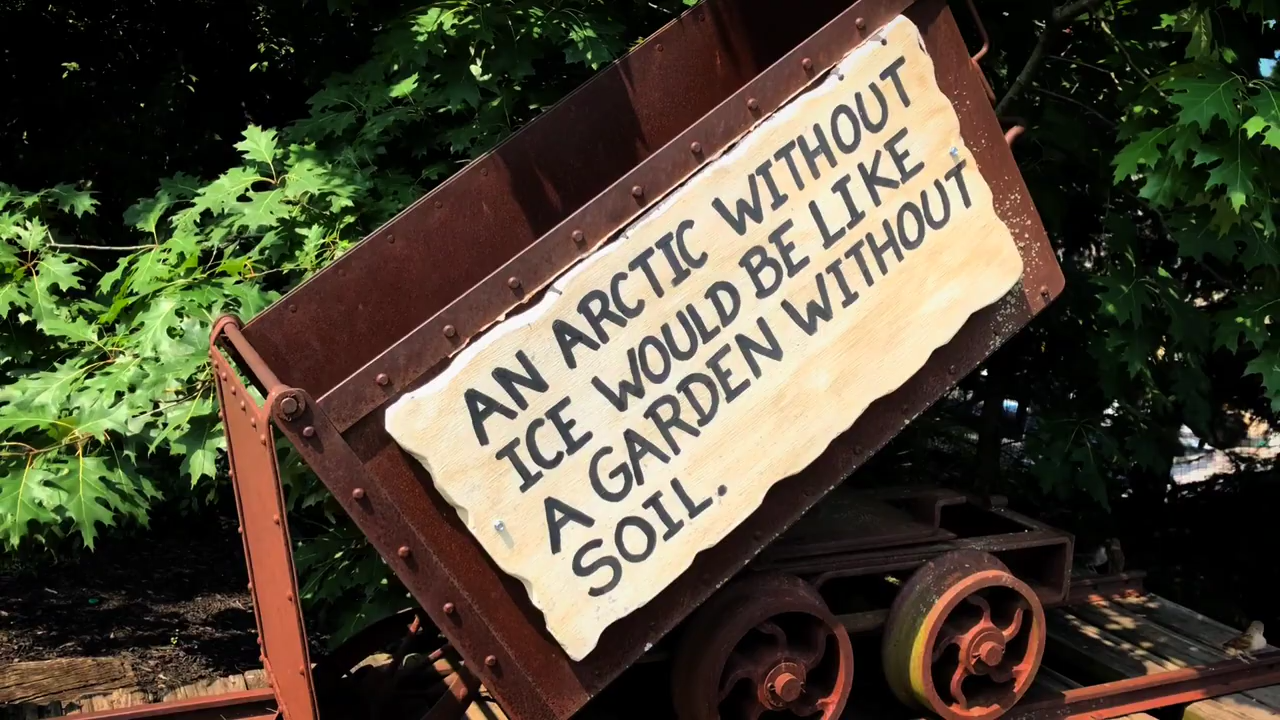 AN ARCTIC WITHOUT
ICE WOULD BE LIKE
A GARDEN WITHOUT
SOIL.